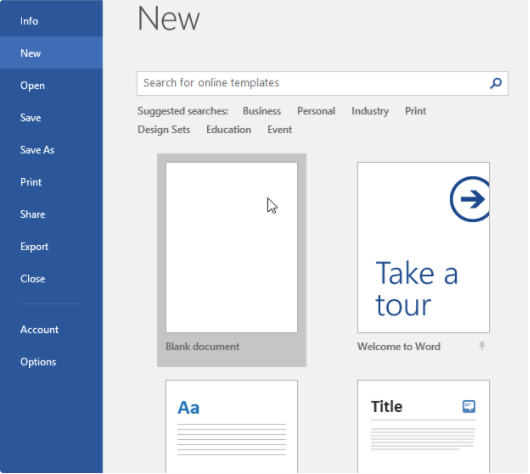 Info
New
Open
Save
Save As
Print
Share
Export
Close
Account
Options
New
Search for online templates
Suggested searches: Business Personal Industry Print
Design Sets Education Event
Take a
tour
Blank document
Welcome to Word
Aa
Title